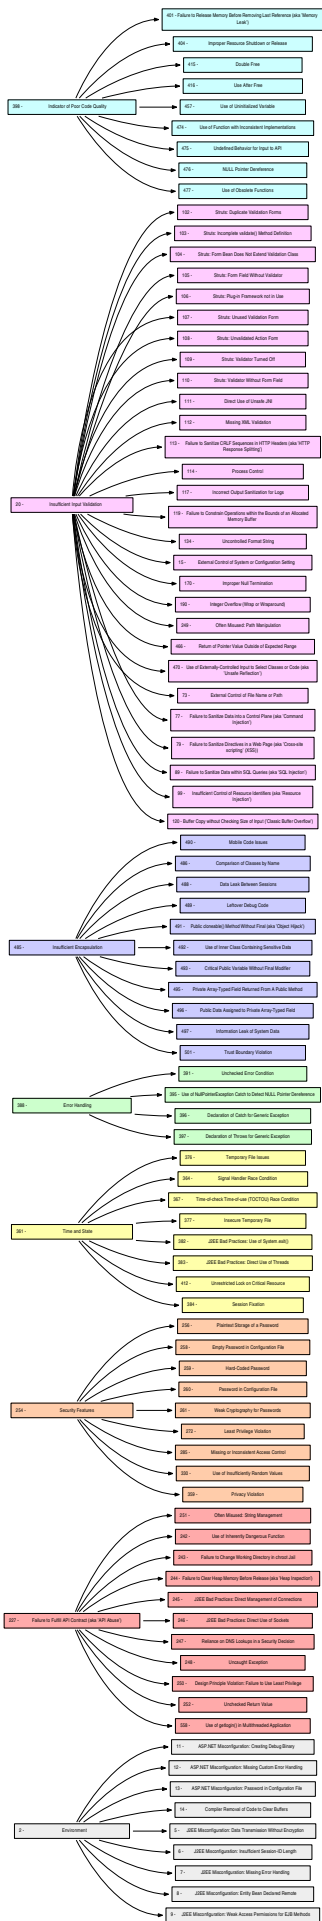 401 - Failure to Release Memory Before Removing Last Reference (aka 'Memory
Leak')
404 - Improper Resource Shutdown or Release
415 - Double Free
416 - Use After Free
398 - Indicator of Poor Code Quality
457 - Use of Uninitialized Variable
474 - Use of Function with Inconsistent Implementations
475 - Undefined Behavior for Input to API
476 - NULL Pointer Dereference
477 - Use of Obsolete Functions
102 - Struts: Duplicate Validation Forms
103 - Struts: Incomplete validate() Method Definition
104 - Struts: Form Bean Does Not Extend Validation Class
105 - Struts: Form Field Without Validator
106 - Struts: Plug-in Framework not in Use
107 - Struts: Unused Validation Form
108 - Struts: Unvalidated Action Form
109 - Struts: Validator Turned Off
110 - Struts: Validator Without Form Field
111 - Direct Use of Unsafe JNI
112 - Missing XML Validation
113 - Failure to Sanitize CRLF Sequences in HTTP Headers (aka 'HTTP
Response Splitting')
114 - Process Control
117 - Incorrect Output Sanitization for Logs
20 - Insufficient Input Validation
119 - Failure to Constrain Operations within the Bounds of an Allocated
Memory Buffer
134 - Uncontrolled Format String
15 - External Control of System or Configuration Setting
170 - Improper Null Termination
190 - Integer Overflow (Wrap or Wraparound)
249 - Often Misused: Path Manipulation
466 - Return of Pointer Value Outside of Expected Range
470 - Use of Externally-Controlled Input to Select Classes or Code (aka
'Unsafe Reflection')
73 - External Control of File Name or Path
77 - Failure to Sanitize Data into a Control Plane (aka 'Command
Injection')
79 - Failure to Sanitize Directives in a Web Page (aka 'Cross-site
scripting' (XSS))
89 - Failure to Sanitize Data within SQL Queries (aka 'SQL Injection')
99 - Insufficient Control of Resource Identifiers (aka 'Resource
Injection')
120 - Buffer Copy without Checking Size of Input ('Classic Buffer Overflow')
490 - Mobile Code Issues
486 - Comparison of Classes by Name
488 - Data Leak Between Sessions
489 - Leftover Debug Code
491 - Public cloneable() Method Without Final (aka 'Object Hijack')
485 - Insufficient Encapsulation
492 - Use of Inner Class Containing Sensitive Data
493 - Critical Public Variable Without Final Modifier
495 - Private Array-Typed Field Returned From A Public Method
496 - Public Data Assigned to Private Array-Typed Field
497 - Information Leak of System Data
501 - Trust Boundary Violation
391 - Unchecked Error Condition
395 - Use of NullPointerException Catch to Detect NULL Pointer Dereference
388 - Error Handling
396 - Declaration of Catch for Generic Exception
397 - Declaration of Throws for Generic Exception
376 - Temporary File Issues
364 - Signal Handler Race Condition
367 - Time-of-check Time-of-use (TOCTOU) Race Condition
377 - Insecure Temporary File
361 - Time and State
382 - J2EE Bad Practices: Use of System.exit()
383 - J2EE Bad Practices: Direct Use of Threads
412 - Unrestricted Lock on Critical Resource
384 - Session Fixation
256 - Plaintext Storage of a Password
258 - Empty Password in Configuration File
259 - Hard-Coded Password
260 - Password in Configuration File
254 - Security Features
261 - Weak Cryptography for Passwords
272 - Least Privilege Violation
285 - Missing or Inconsistent Access Control
330 - Use of Insufficiently Random Values
359 - Privacy Violation
251 - Often Misused: String Management
242 - Use of Inherently Dangerous Function
243 - Failure to Change Working Directory in chroot Jail
244 - Failure to Clear Heap Memory Before Release (aka 'Heap Inspection')
245 - J2EE Bad Practices: Direct Management of Connections
227 - Failure to Fulfill API Contract (aka 'API Abuse')
246 - J2EE Bad Practices: Direct Use of Sockets
247 - Reliance on DNS Lookups in a Security Decision
248 - Uncaught Exception
250 - Design Principle Violation: Failure to Use Least Privilege
252 - Unchecked Return Value
558 - Use of getlogin() in Multithreaded Application
11 - ASP.NET Misconfiguration: Creating Debug Binary
12 - ASP.NET Misconfiguration: Missing Custom Error Handling
13 - ASP.NET Misconfiguration: Password in Configuration File
14 - Compiler Removal of Code to Clear Buffers
2 - Environment
5 - J2EE Misconfiguration: Data Transmission Without Encryption
6 - J2EE Misconfiguration: Insufficient Session-ID Length
7 - J2EE Misconfiguration: Missing Error Handling
8 - J2EE Misconfiguration: Entity Bean Declared Remote
9 - J2EE Misconfiguration: Weak Access Permissions for EJB Methods